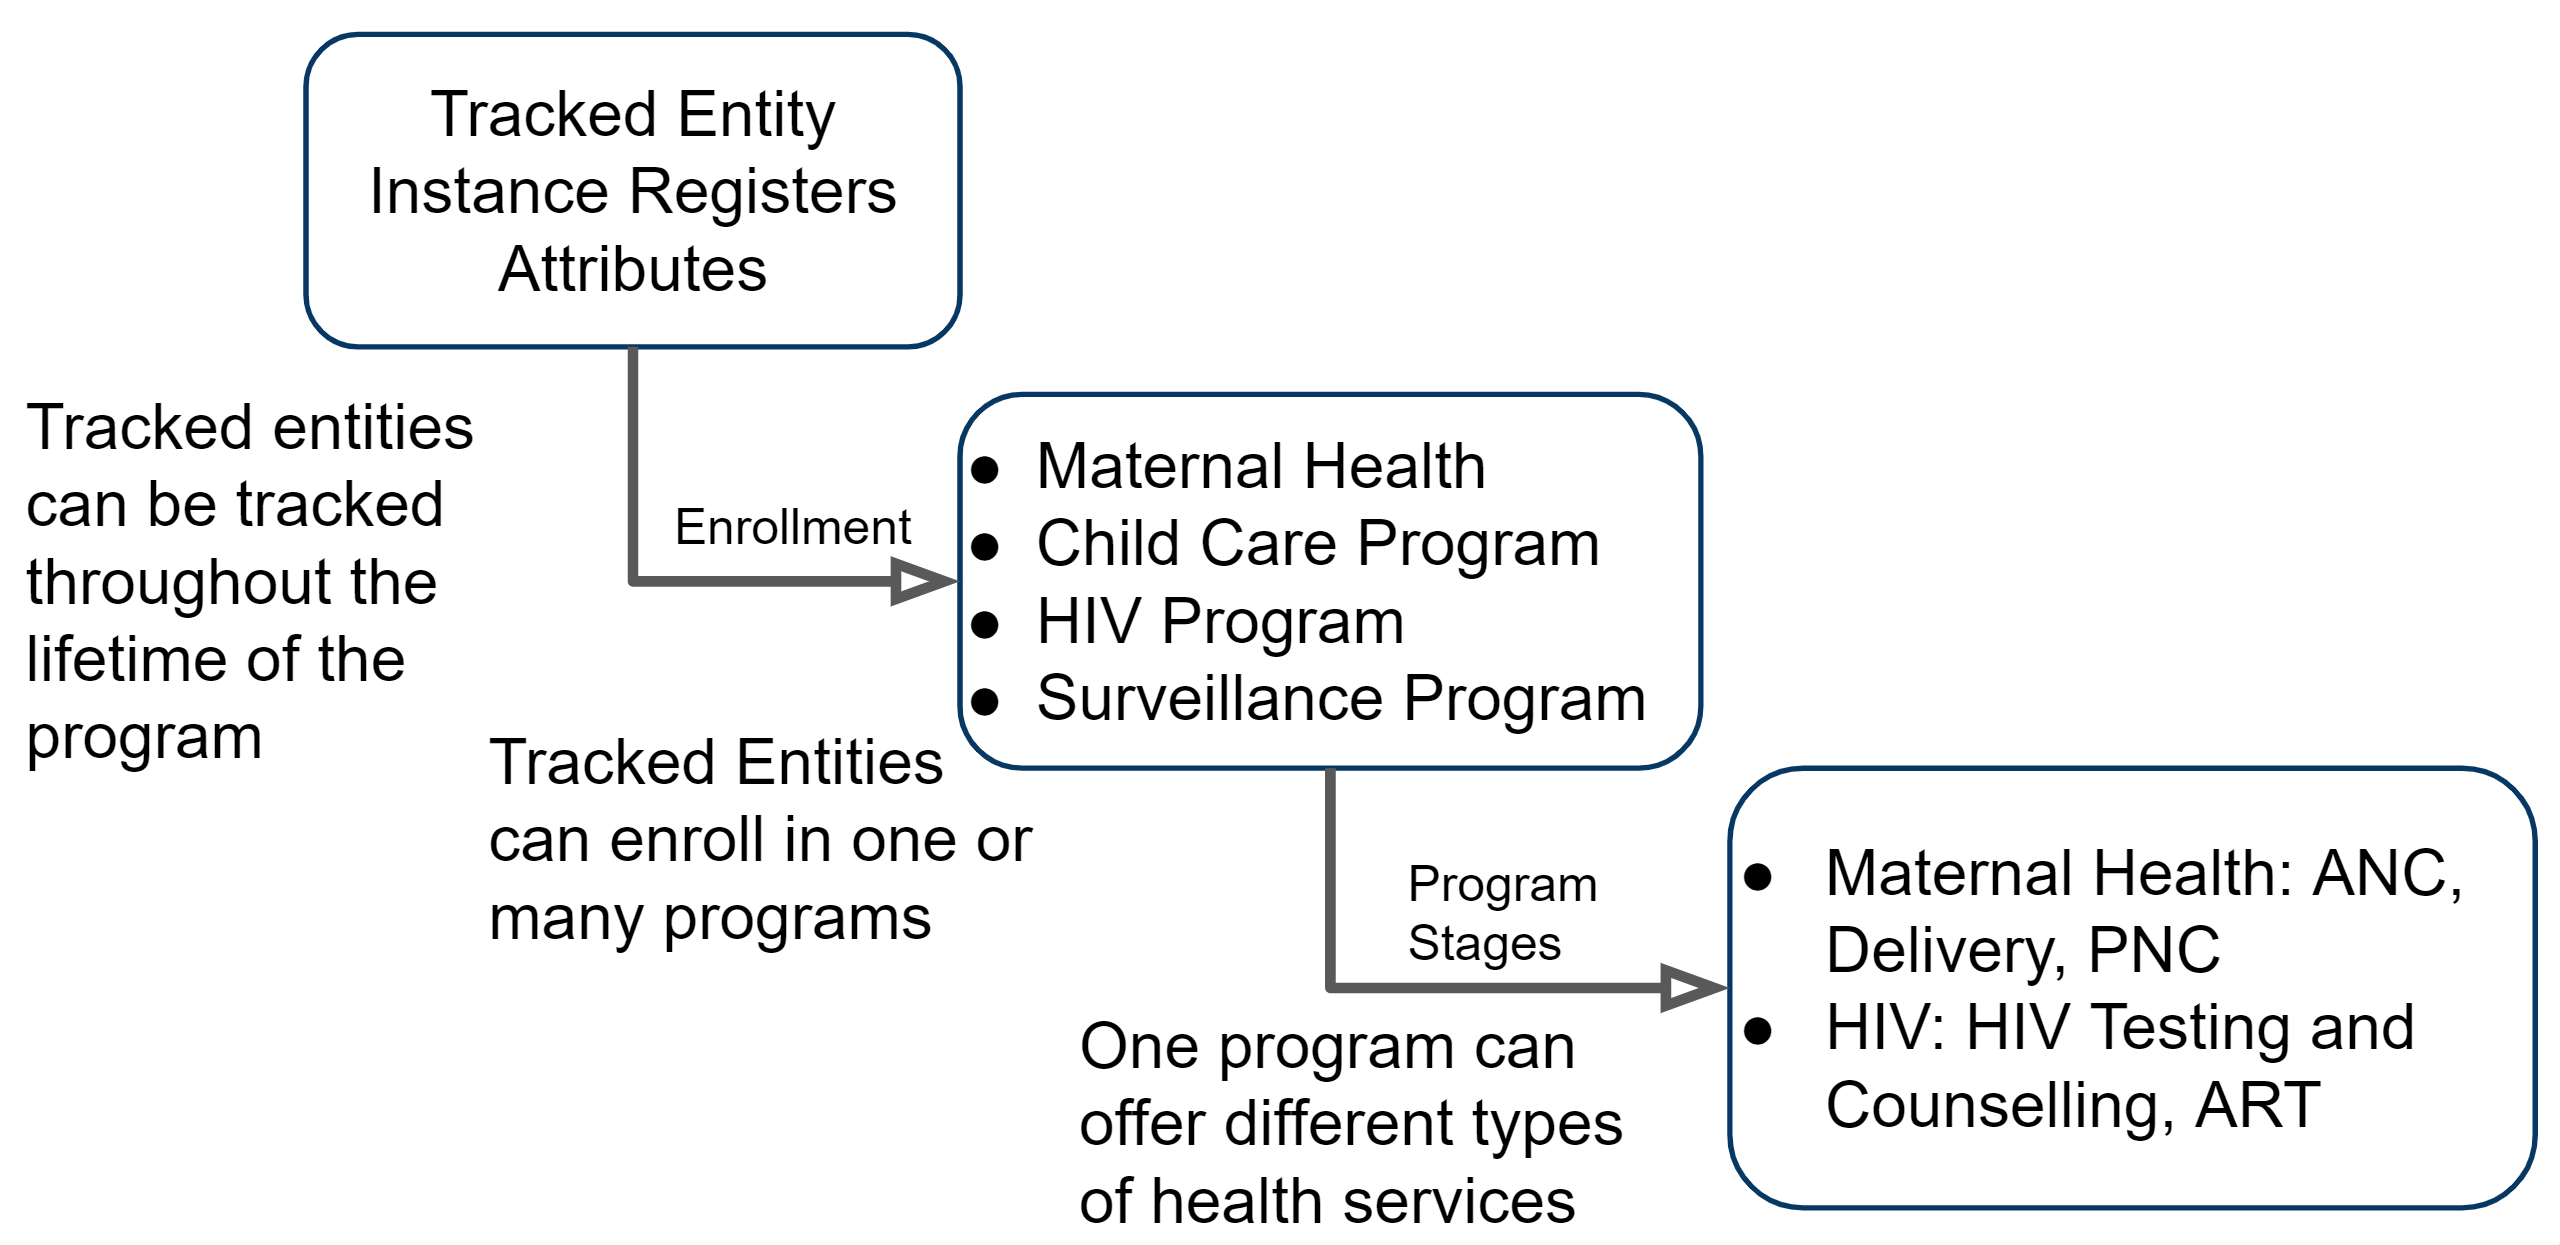 Tracked Entity
Instance Registers
Attributes
Tracked entities
can be tracked
throughout the
lifetime of the
program
Enrollment
● Maternal Health
● Child Care Program
● HIV Program
● Surveillance Program
Tracked Entities
can enroll in one or
many programs
Program
Stages
● Maternal Health: ANC,
Delivery, PNC
● HIV: HIV Testing and
Counselling, ART
One program can
offer different types
of health services